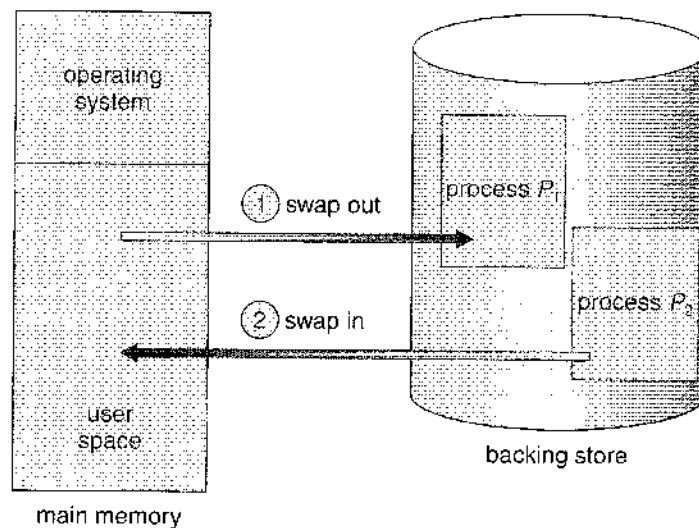 operating
system
process P₁
① swap out
process P₂
② swap in
user
space
backing store
main memory